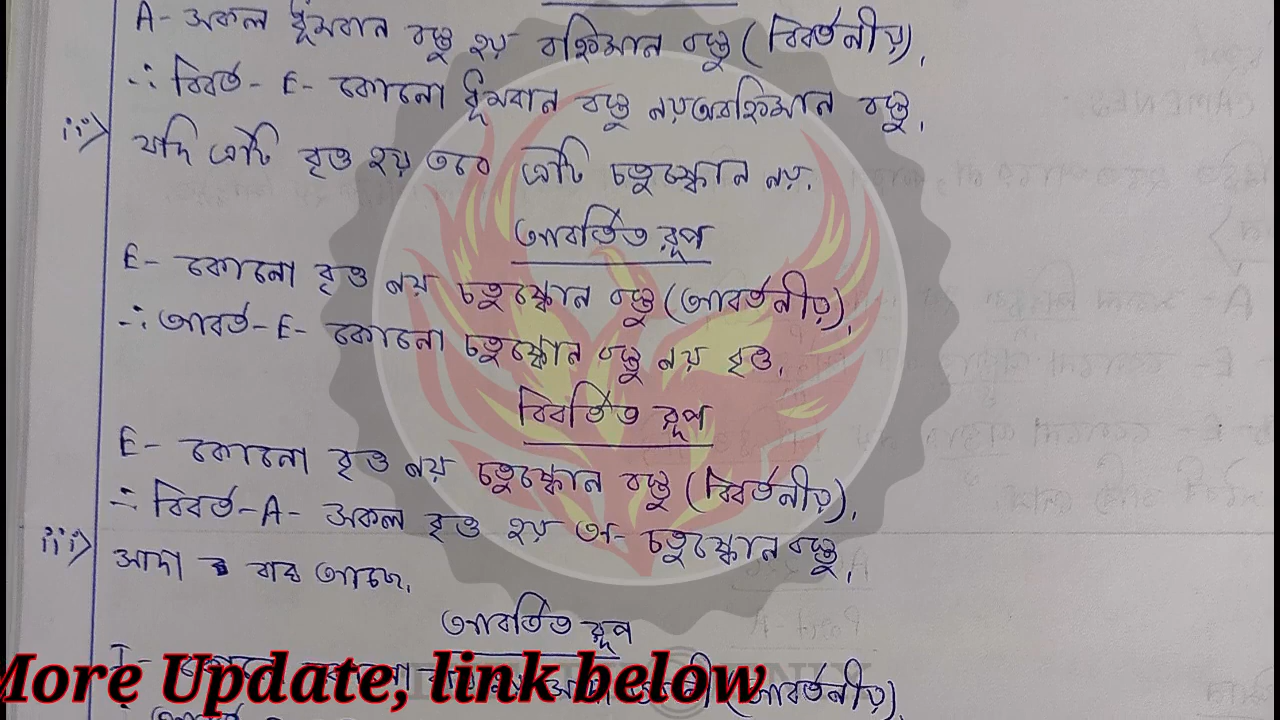 A- সকল ধূমবান বস্তু হয় বহ্নিমান বস্তু (বিবর্তনীয়),
∴ বিবর্ত- E- কোনো ধূমবান বস্তু নয় অবহ্নিমান বস্তু,
ii> যদি এটি বৃত্ত হয় তবে এটি চতুষ্কোন নয়.
আবর্তিত রূপ
E- কোনো বৃত্ত নয় চতুষ্কোন বস্তু (আবর্তনীয়),
∴ আবর্ত-E- কোনো চতুষ্কোন বস্তু নয় বৃত্ত,
বিবর্তিত রূপ
E- কোনো বৃত্ত নয় চতুষ্কোন বস্তু (বিবর্তনীয়),
∴ বিবর্ত-A- সকল বৃত্ত হয় অ- চতুষ্কোন বস্তু,
iii> সাদা বাঘ আছে.
আবর্তিত রূপ
I- (আবর্তনীয়),
More Update, link below